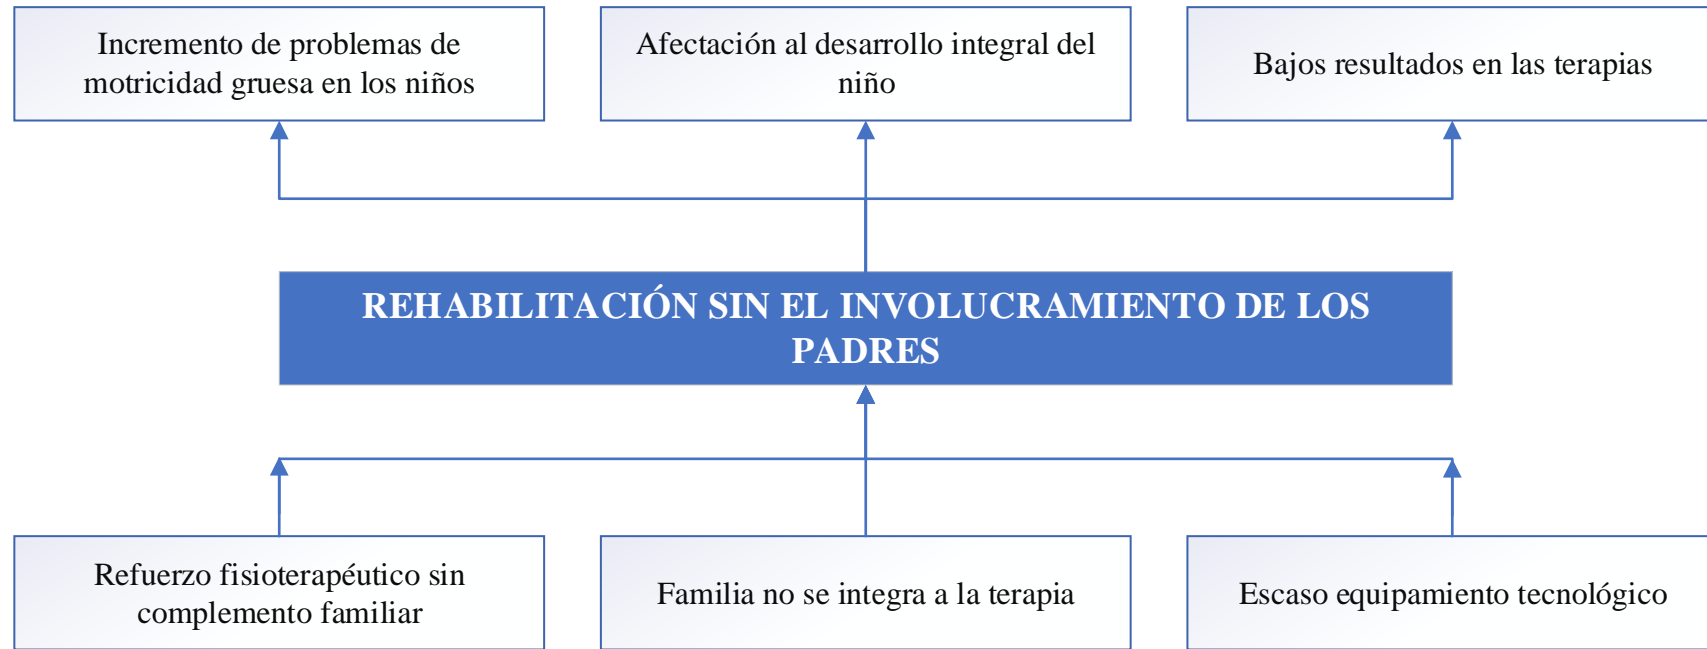 Incremento de problemas de
motricidad gruesa en los niños
Afectación al desarrollo integral del
niño
Bajos resultados en las terapias
REHABILITACIÓN SIN EL INVOLUCRAMIENTO DE LOS
PADRES
Refuerzo fisioterapéutico sin
complemento familiar
Familia no se integra a la terapia
Escaso equipamiento tecnológico